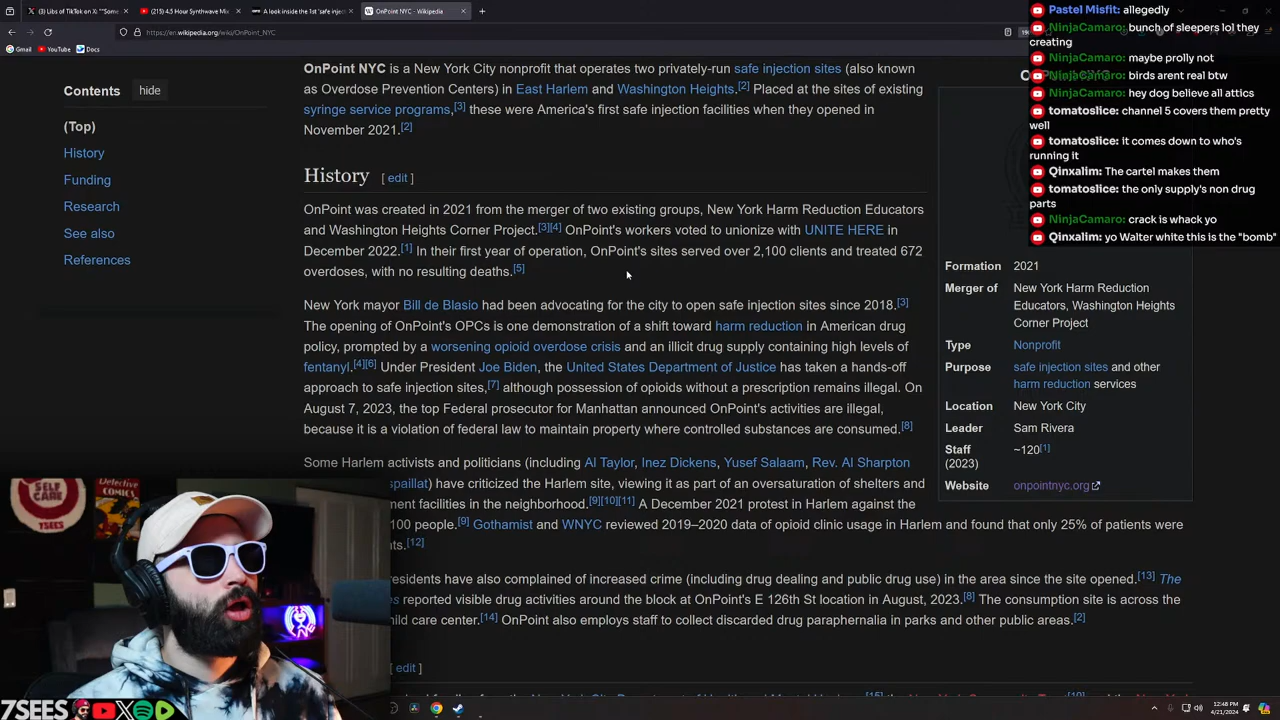 (3) Libs of TikTok on X: "Some
(215) 4.5 Hour Synthwave Mix
A look inside the 1st 'safe injec
OnPoint NYC - Wikipedia
https://en.wikipedia.org/wiki/OnPoint_NYC
Gmail YouTube Docs
Contents hide
(Top)
History
Funding
Research
See also
References
OnPoint NYC is a New York City nonprofit that operates two privately-run safe injection sites (also known
as Overdose Prevention Centers) in East Harlem and Washington Heights.[2] Placed at the sites of existing
syringe service programs,[3] these were America's first safe injection facilities when they opened in
November 2021.[2]
History [ edit ]
OnPoint was created in 2021 from the merger of two existing groups, New York Harm Reduction Educators
and Washington Heights Corner Project.[3][4] OnPoint's workers voted to unionize with UNITE HERE in
December 2022.[1] In their first year of operation, OnPoint's sites served over 2,100 clients and treated 672
overdoses, with no resulting deaths.[5]
New York mayor Bill de Blasio had been advocating for the city to open safe injection sites since 2018.[3]
The opening of OnPoint's OPCs is one demonstration of a shift toward harm reduction in American drug
policy, prompted by a worsening opioid overdose crisis and an illicit drug supply containing high levels of
fentanyl.[4][6] Under President Joe Biden, the United States Department of Justice has taken a hands-off
approach to safe injection sites,[7] although possession of opioids without a prescription remains illegal. On
August 7, 2023, the top Federal prosecutor for Manhattan announced OnPoint's activities are illegal,
because it is a violation of federal law to maintain property where controlled substances are consumed.[8]
Some Harlem activists and politicians (including Al Taylor, Inez Dickens, Yusef Salaam, Rev. Al Sharpton
spaillat) have criticized the Harlem site, viewing it as part of an oversaturation of shelters and
ment facilities in the neighborhood.[9][10][11] A December 2021 protest in Harlem against the
100 people.[9] Gothamist and WNYC reviewed 2019–2020 data of opioid clinic usage in Harlem and found that only 25% of patients were
ts.[12]
esidents have also complained of increased crime (including drug dealing and public drug use) in the area since the site opened.[13] The
es reported visible drug activities around the block at OnPoint's E 126th St location in August, 2023.[8] The consumption site is across the
ild care center.[14] OnPoint also employs staff to collect discarded drug paraphernalia in parks and other public areas.[2]
edit ]
Formation 2021
Merger of New York Harm Reduction
Educators, Washington Heights
Corner Project
Type Nonprofit
Purpose safe injection sites and other
harm reduction services
Location New York City
Leader Sam Rivera
Staff ~120[1]
(2023)
Website onpointnyc.org
Pastel Misfit: allegedly
NinjaCamaro: bunch of sleepers lol they
creating
NinjaCamaro: maybe prolly not
NinjaCamaro: birds arent real btw
NinjaCamaro: hey dog believe all attics
tomatoslice: channel 5 covers them pretty
well
tomatoslice: it comes down to who's
running it
Qinxalim: The cartel makes them
tomatoslice: the only supply's non drug
parts
NinjaCamaro: crack is whack yo
Qinxalim: yo Walter white this is the "bomb"
SELF
CARE
7SEES
DETECTIVE
COMICS
7SEES
12:48 PM
4/21/2024